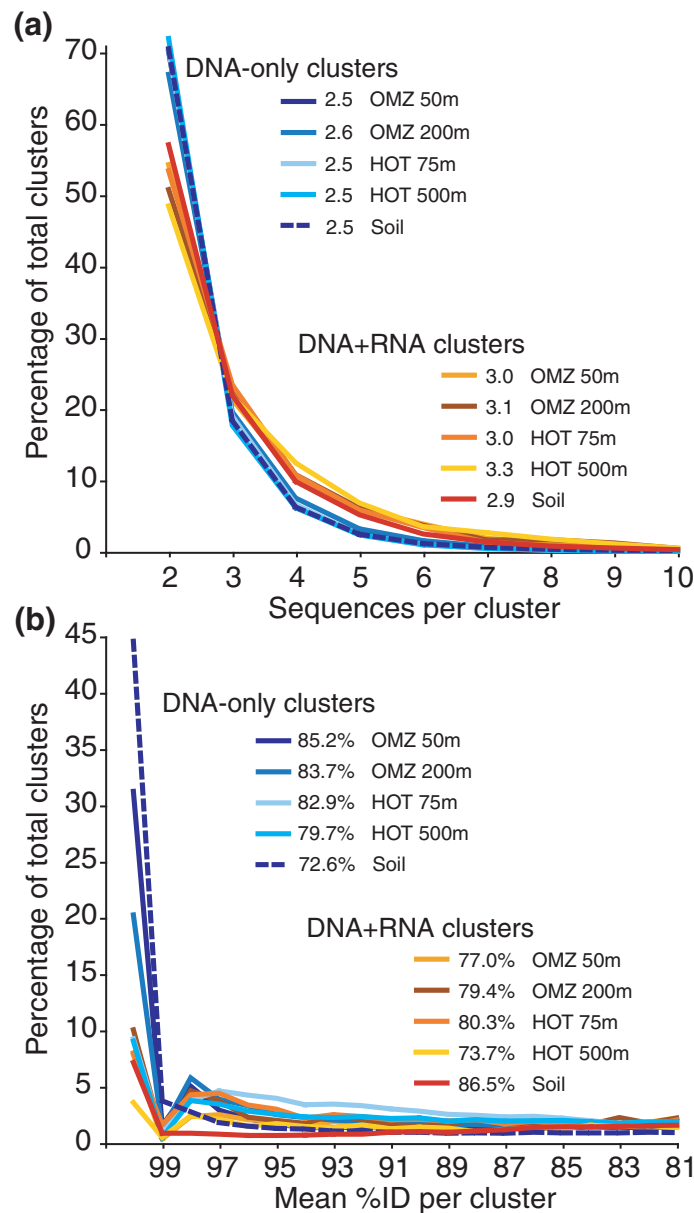 (a)
Percentage of total clusters
70
60
50
40
30
20
10
0
DNA-only clusters
2.5 OMZ 50m
2.6 OMZ 200m
2.5 HOT 75m
2.5 HOT 500m
2.5 Soil
DNA+RNA clusters
3.0 OMZ 50m
3.1 OMZ 200m
3.0 HOT 75m
3.3 HOT 500m
2.9 Soil
2 3 4 5 6 7 8 9 10
Sequences per cluster
(b)
Percentage of total clusters
45
40
35
30
25
20
15
10
5
0
DNA-only clusters
85.2% OMZ 50m
83.7% OMZ 200m
82.9% HOT 75m
79.7% HOT 500m
72.6% Soil
DNA+RNA clusters
77.0% OMZ 50m
79.4% OMZ 200m
80.3% HOT 75m
73.7% HOT 500m
86.5% Soil
99 97 95 93 91 89 87 85 83 81
Mean %ID per cluster